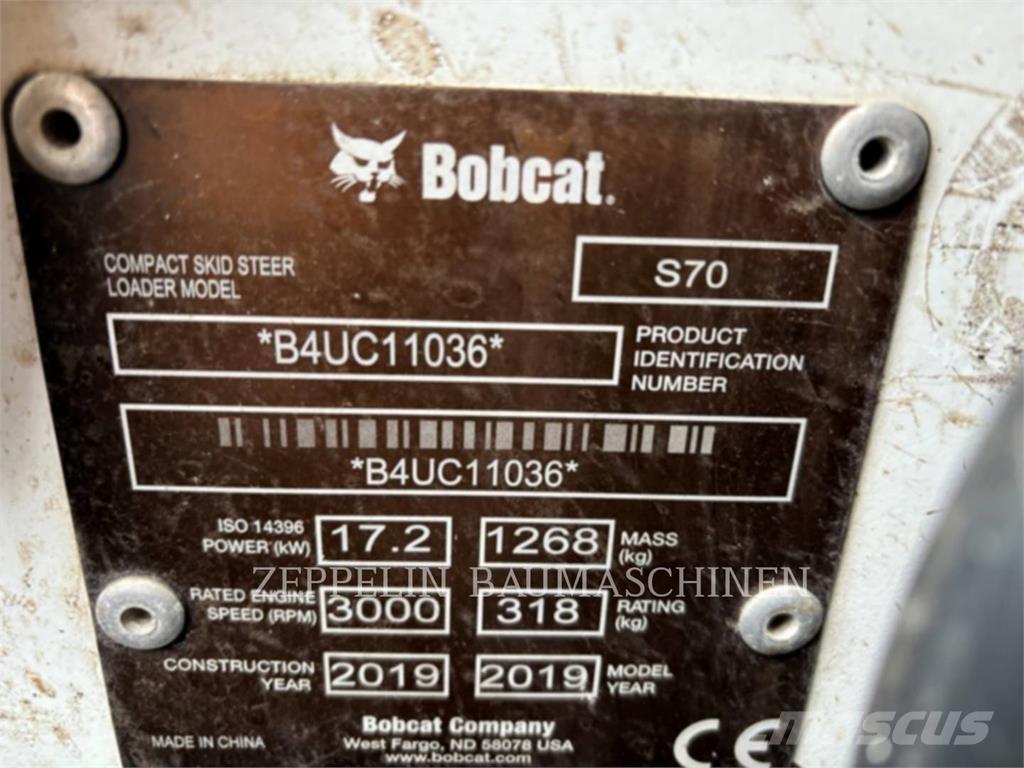 Bobcat.
COMPACT SKID STEER
LOADER MODEL
S70
*B4UC11036*
PRODUCT
IDENTIFICATION
NUMBER
*B4UC11036*
ISO 14396
POWER (kW)
17.2
1268
MASS
(kg)
ZEPPELIN BAUMASCHINEN
RATED ENGINE
SPEED (RPM)
3000
318
RATING
(kg)
CONSTRUCTION
YEAR
2019
2019
MODEL
YEAR
Bobcat Company
West Fargo, ND 58078 USA
www.bobcat.com
MADE IN CHINA
CE
mascus